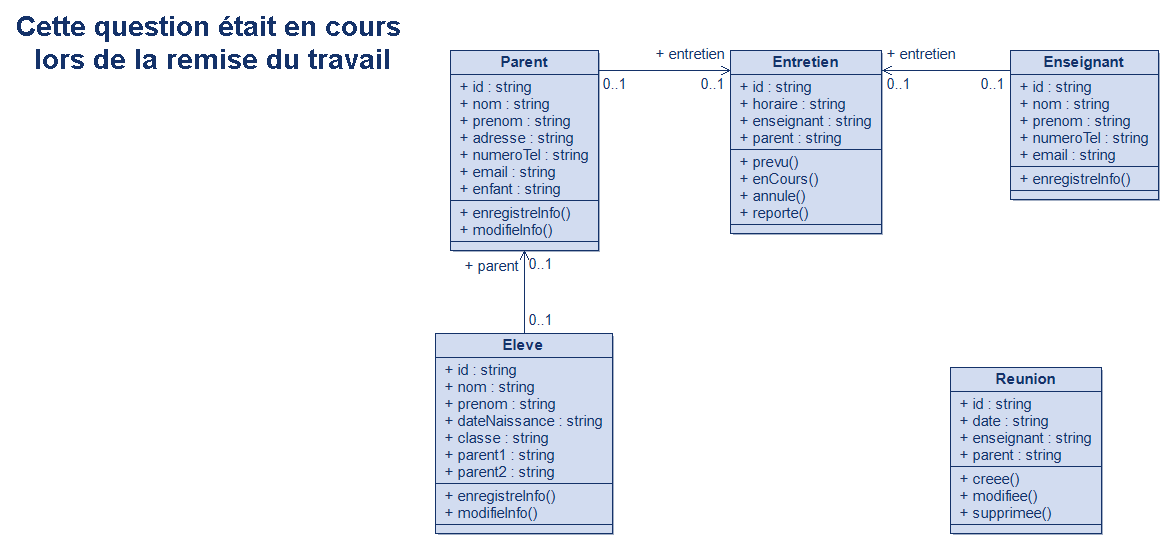 Cette question était en cours
lors de la remise du travail
Parent
+ id : string
+ nom : string
+ prenom : string
+ adresse : string
+ numeroTel : string
+ email : string
+ enfant : string
+ enregistreInfo()
+ modifieInfo()
+ entretien
0..1
0..1
Entretien
+ id : string
+ horaire : string
+ enseignant : string
+ parent : string
+ prevu()
+ enCours()
+ annule()
+ reporte()
+ entretien
0..1
0..1
Enseignant
+ id : string
+ nom : string
+ prenom : string
+ numeroTel : string
+ email : string
+ enregistreInfo()
+ parent
0..1
0..1
Eleve
+ id : string
+ nom : string
+ prenom : string
+ dateNaissance : string
+ classe : string
+ parent1 : string
+ parent2 : string
+ enregistreInfo()
+ modifieInfo()
Reunion
+ id : string
+ date : string
+ enseignant : string
+ parent : string
+ creee()
+ modifiee()
+ supprimee()